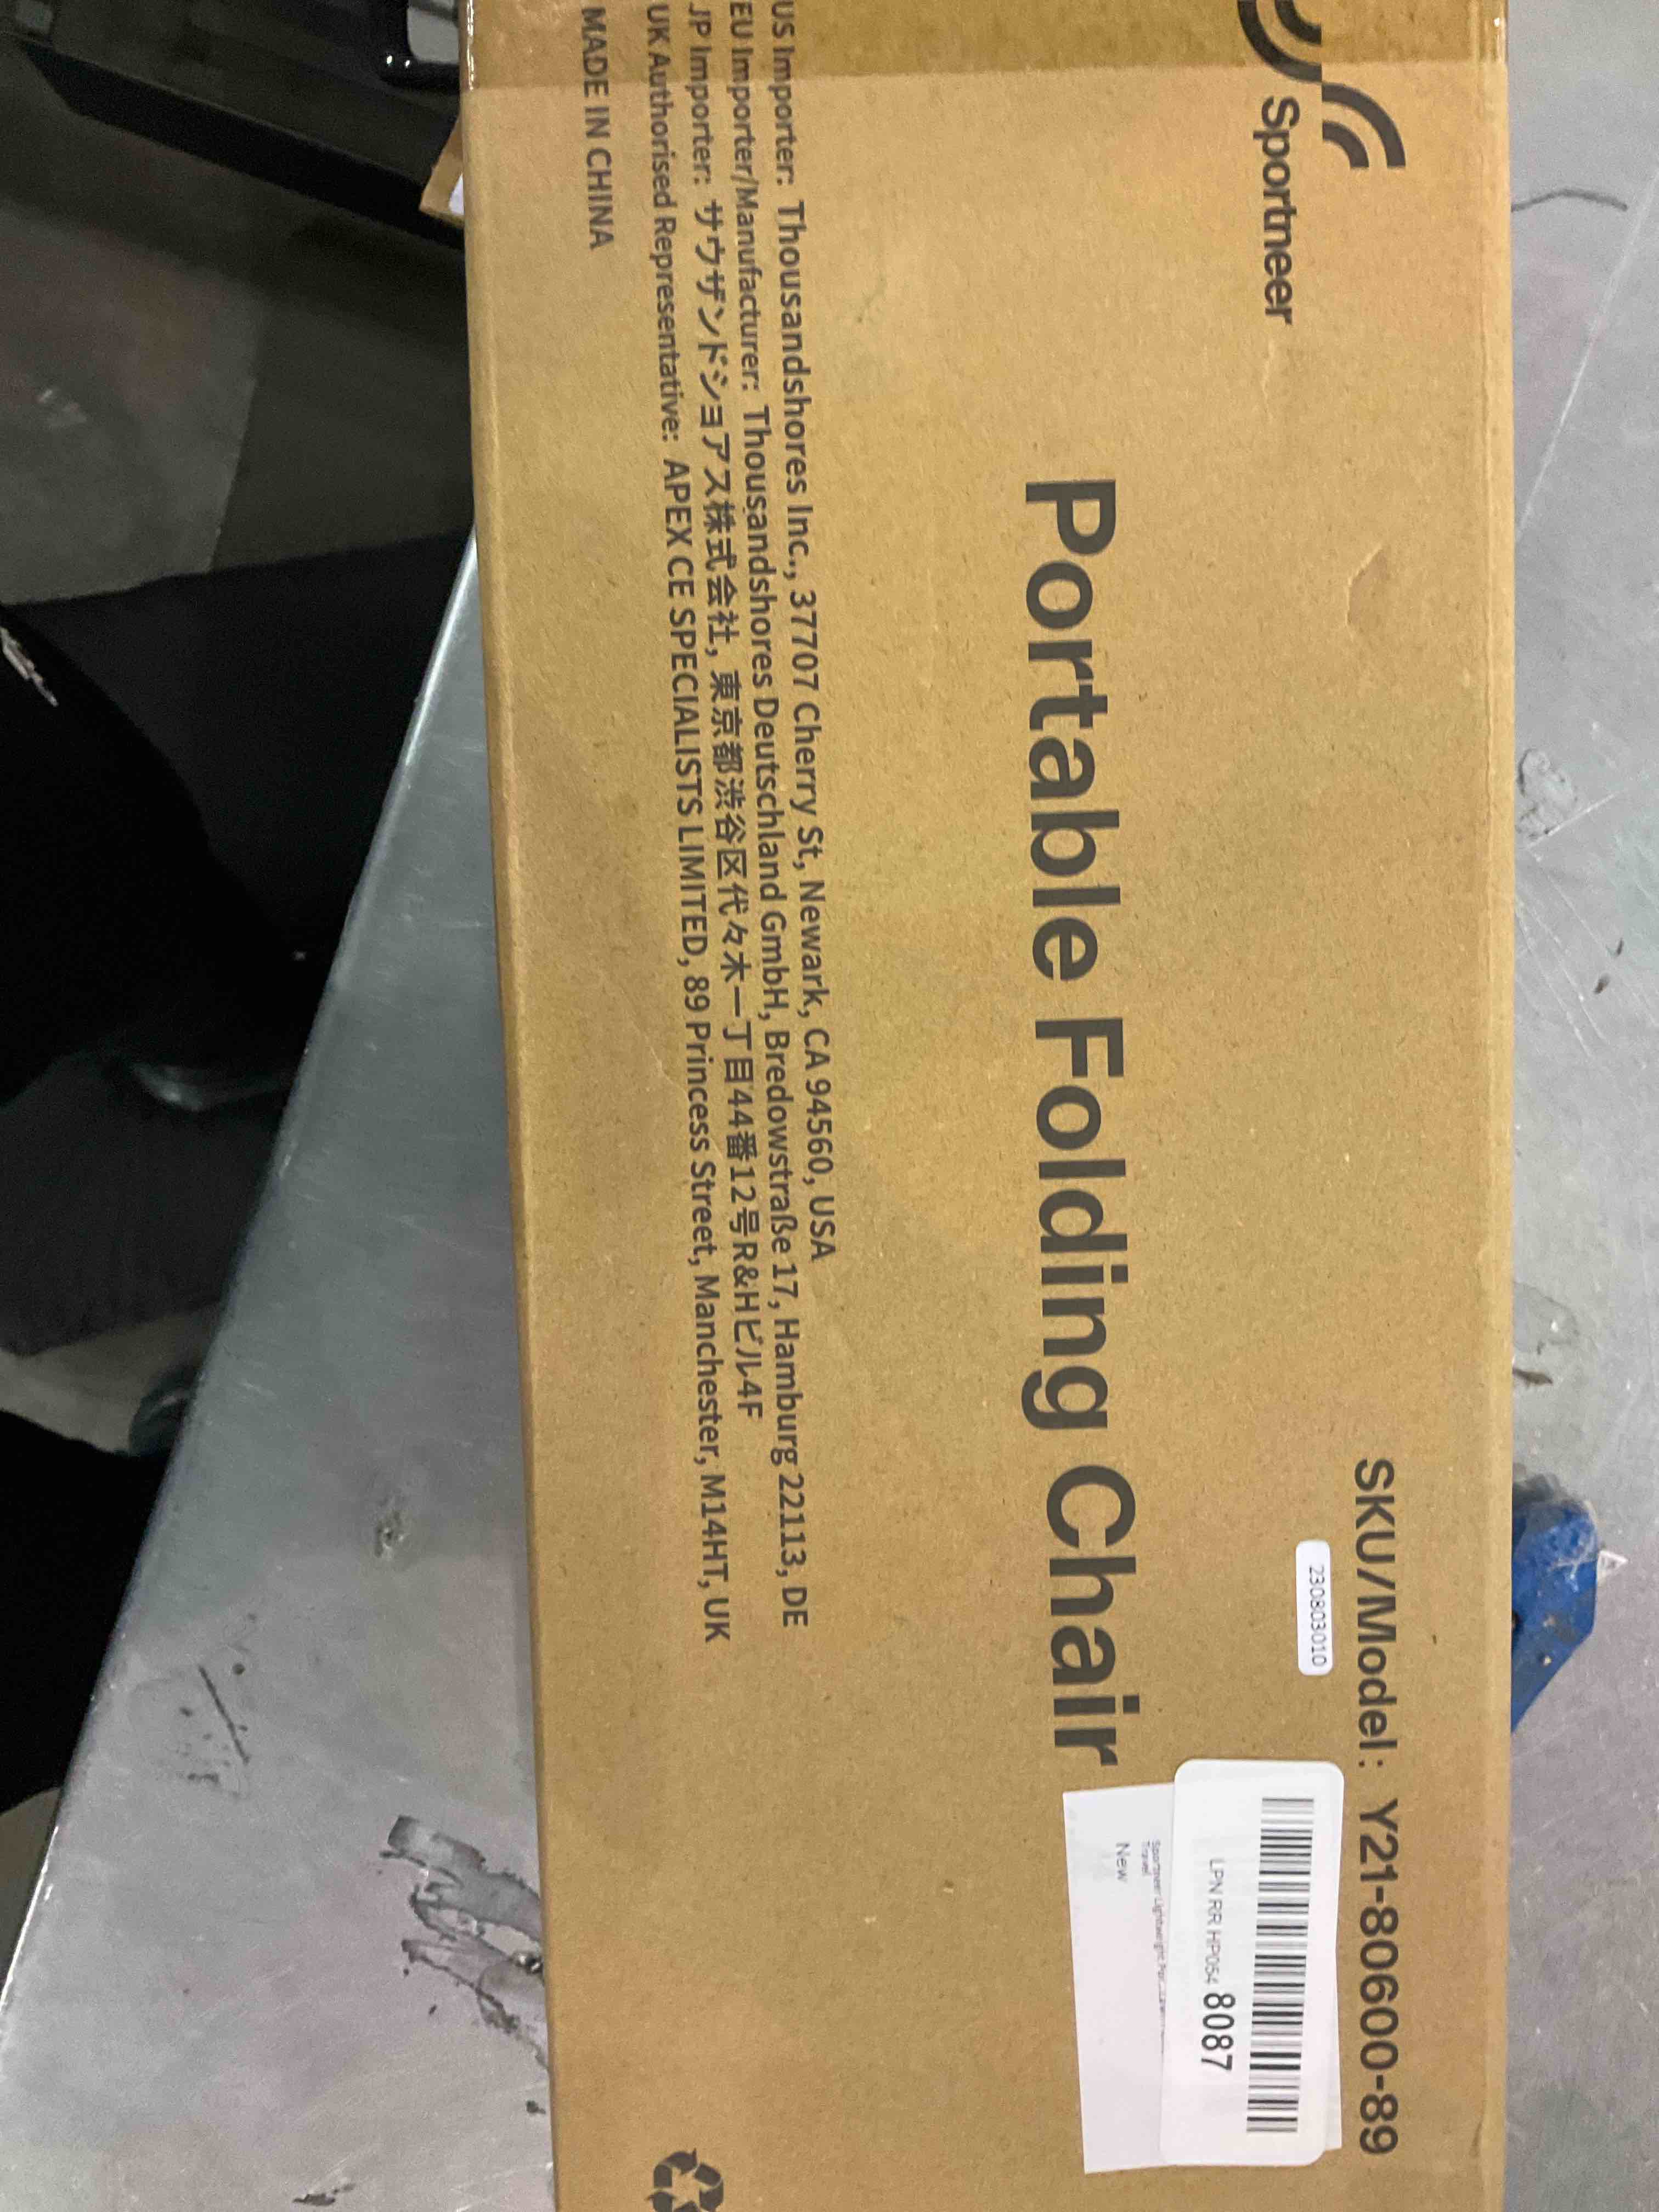 Sportneer
SKU/Model: Y21-80600-89
230803010
LPN RR HP054 8087
Sportneer Lightweight
Travel
New
Portable Folding Chair
US Importer: Thousandshores Inc., 37707 Cherry St, Newark, CA 94560, USA
EU Importer/Manufacturer: Thousandshores Deutschland GmbH, Bredowstraße 17, Hamburg 22113, DE
JP Importer: サウザンドショアス株式会社, 東京都渋谷区代々木一丁目44番12号R&Hビル4F
UK Authorised Representative: APEX CE SPECIALISTS LIMITED, 89 Princess Street, Manchester, M14HT, UK
MADE IN CHINA